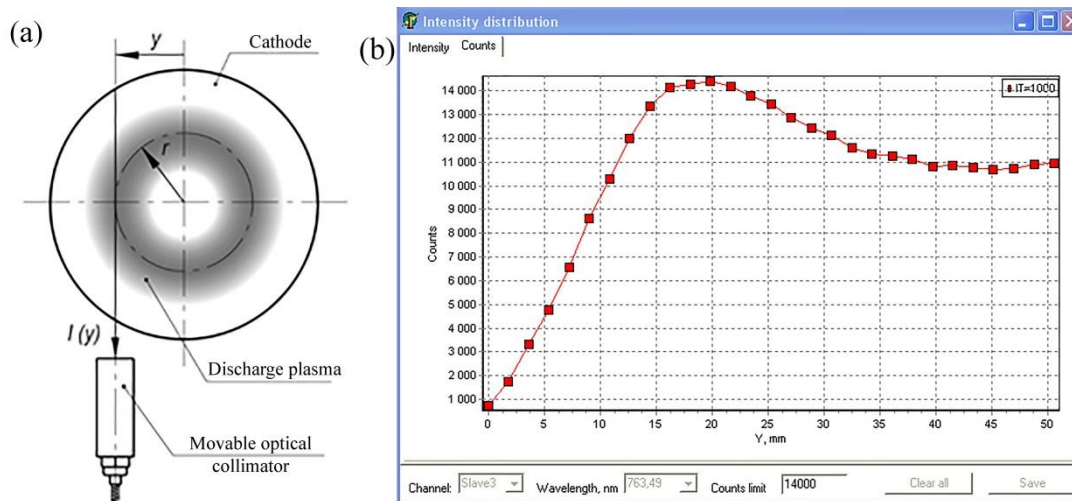 (a)
y
Cathode
r
I (y)
Discharge plasma
Movable optical
collimator
(b)
Intensity distribution
Intensity Counts
IT=1000
14 000
13 000
12 000
11 000
10 000
9 000
8 000
7 000
6 000
5 000
4 000
3 000
2 000
1 000
Counts
0 5 10 15 20 25 30 35 40 45 50
Y, mm
Channel: Slave3 Wavelength, nm 763,49 Counts limit 14000 Clear all Save